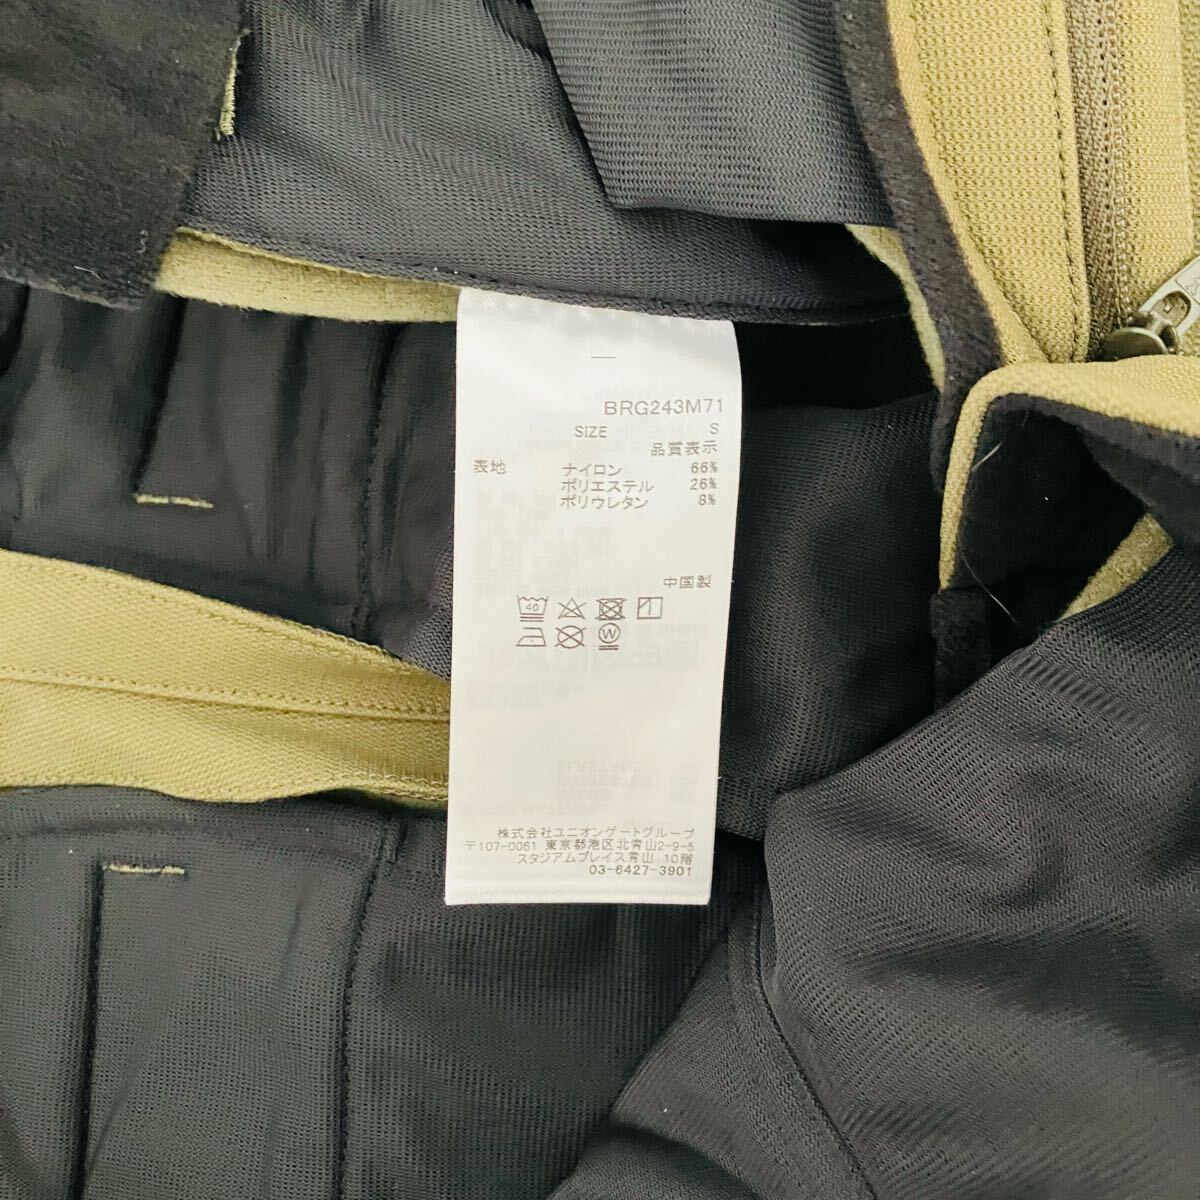 BRG243M71
SIZE S
品質表示
表地 ナイロン 66%
ポリエステル 26%
ポリウレタン 8%
中国製
40
W
株式会社ユニオンゲートグループ
〒107-0061 東京都港区北青山2-9-5
スタジアムプレイス青山 10階
03-6427-3901